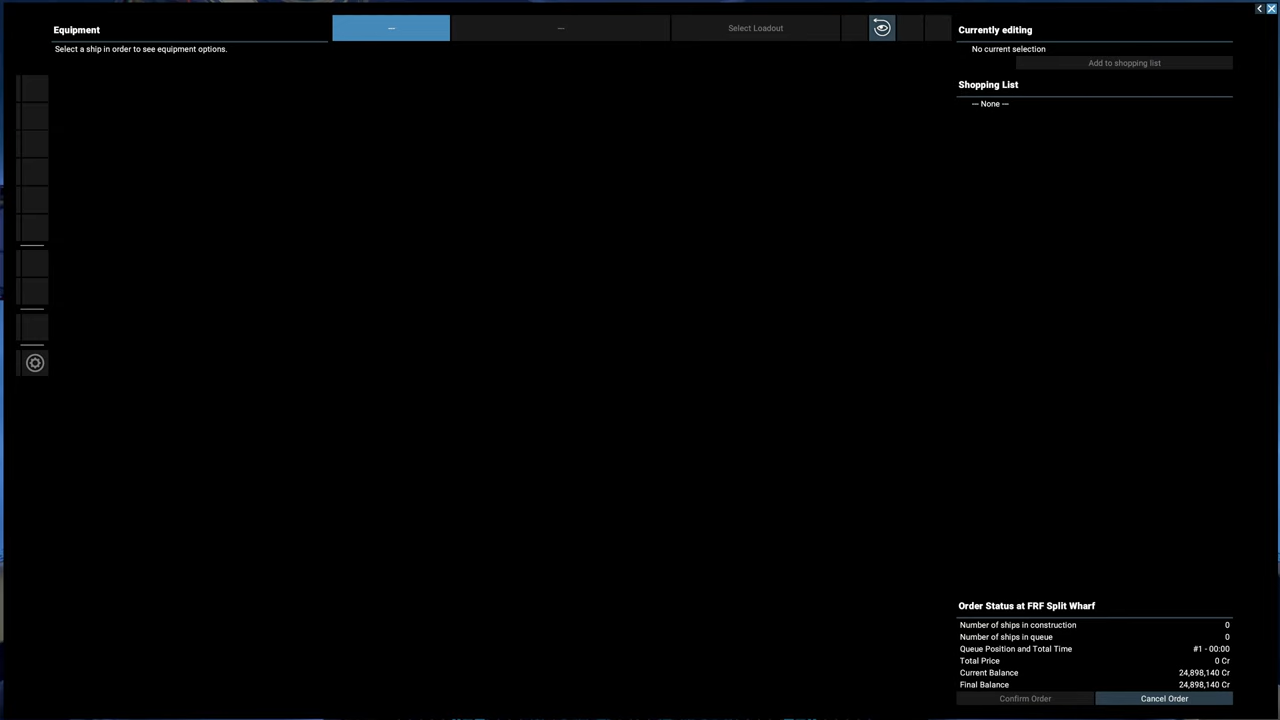 Equipment
Select a ship in order to see equipment options.
—
—
Select Loadout
Currently editing
No current selection
Add to shopping list
Shopping List
— None —
Order Status at FRF Split Wharf
Number of ships in construction 0
Number of ships in queue 0
Queue Position and Total Time #1 - 00:00
Total Price 0 Cr
Current Balance 24,898,140 Cr
Final Balance 24,898,140 Cr
Confirm Order
Cancel Order